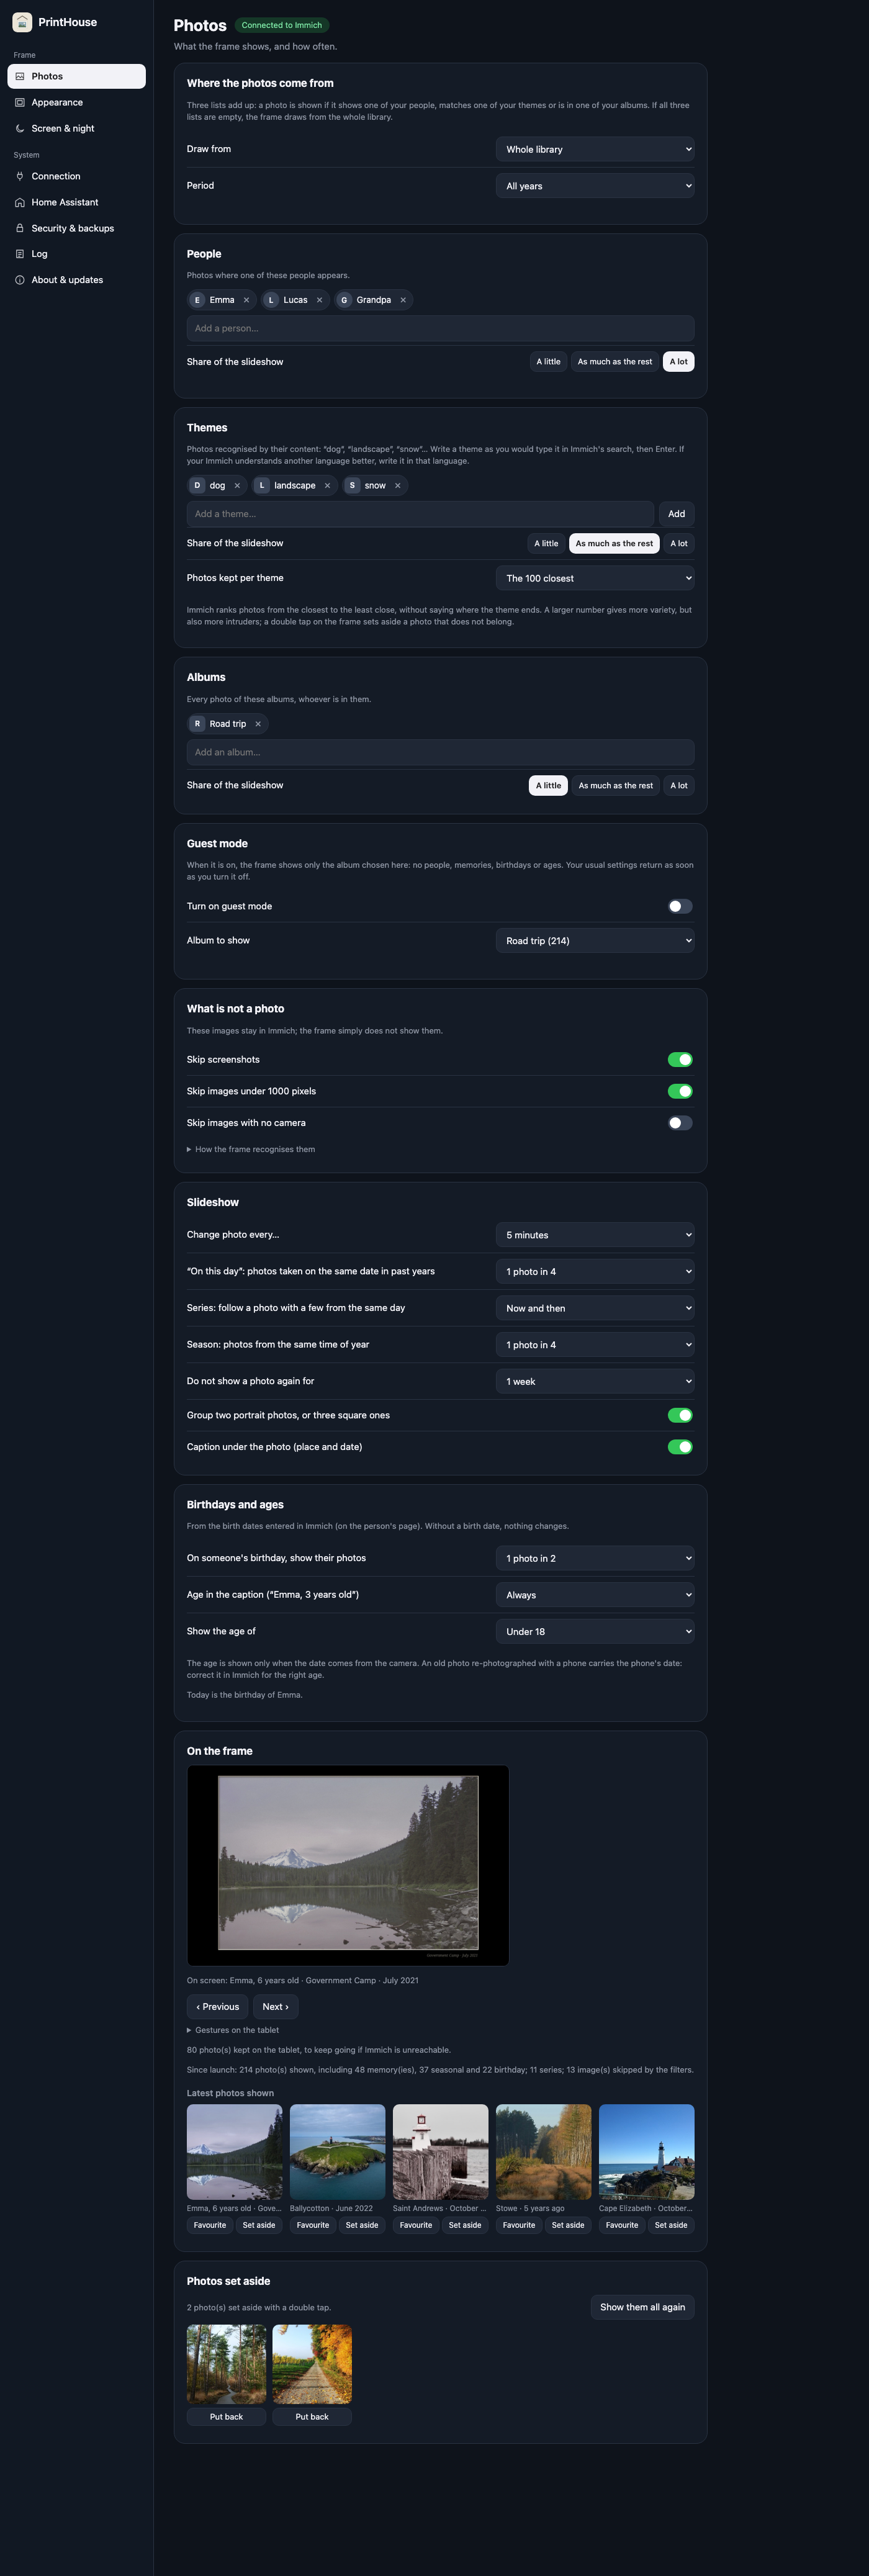 PrintHouse
Frame
Photos
Appearance
Screen & night
System
Connection
Home Assistant
Security & backups
Log
About & updates
Photos
Connected to Immich
What the frame shows, and how often.
Where the photos come from
Three lists add up: a photo is shown if it shows one of your people, matches one of your themes or is in one of your albums. If all three
lists are empty, the frame draws from the whole library.
Draw from
Whole library
Period
All years
People
Photos where one of these people appears.
E Emma ×
L Lucas ×
G Grandpa ×
Add a person...
Share of the slideshow
A little
As much as the rest
A lot
Themes
Photos recognised by their content: “dog”, “landscape”, “snow”... Write a theme as you would type it in Immich's search, then Enter. If
your Immich understands another language better, write it in that language.
D dog ×
L landscape ×
S snow ×
Add a theme...
Add
Share of the slideshow
A little
As much as the rest
A lot
Photos kept per theme
The 100 closest
Immich ranks photos from the closest to the least close, without saying where the theme ends. A larger number gives more variety, but
also more intruders; a double tap on the frame sets aside a photo that does not belong.
Albums
Every photo of these albums, whoever is in them.
R Road trip ×
Add an album...
Share of the slideshow
A little
As much as the rest
A lot
Guest mode
When it is on, the frame shows only the album chosen here: no people, memories, birthdays or ages. Your usual settings return as soon
as you turn it off.
Turn on guest mode
Album to show
Road trip (214)
What is not a photo
These images stay in Immich; the frame simply does not show them.
Skip screenshots
Skip images under 1000 pixels
Skip images with no camera
How the frame recognises them
Slideshow
Change photo every...
5 minutes
“On this day”: photos taken on the same date in past years
1 photo in 4
Series: follow a photo with a few from the same day
Now and then
Season: photos from the same time of year
1 photo in 4
Do not show a photo again for
1 week
Group two portrait photos, or three square ones
Caption under the photo (place and date)
Birthdays and ages
From the birth dates entered in Immich (on the person's page). Without a birth date, nothing changes.
On someone's birthday, show their photos
1 photo in 2
Age in the caption (“Emma, 3 years old”)
Always
Show the age of
Under 18
The age is shown only when the date comes from the camera. An old photo re-photographed with a phone carries the phone's date:
correct it in Immich for the right age.
Today is the birthday of Emma.
On the frame
Government Camp · July 2021
On screen: Emma, 6 years old · Government Camp · July 2021
‹ Previous
Next ›
Gestures on the tablet
80 photo(s) kept on the tablet, to keep going if Immich is unreachable.
Since launch: 214 photo(s) shown, including 48 memory(ies), 37 seasonal and 22 birthday; 11 series; 13 image(s) skipped by the filters.
Latest photos shown
Emma, 6 years old · Gove...
Ballycotton · June 2022
Saint Andrews · October ...
Stowe · 5 years ago
Cape Elizabeth · October...
Favourite
Set aside
Favourite
Set aside
Favourite
Set aside
Favourite
Set aside
Favourite
Set aside
Photos set aside
2 photo(s) set aside with a double tap.
Show them all again
Put back
Put back